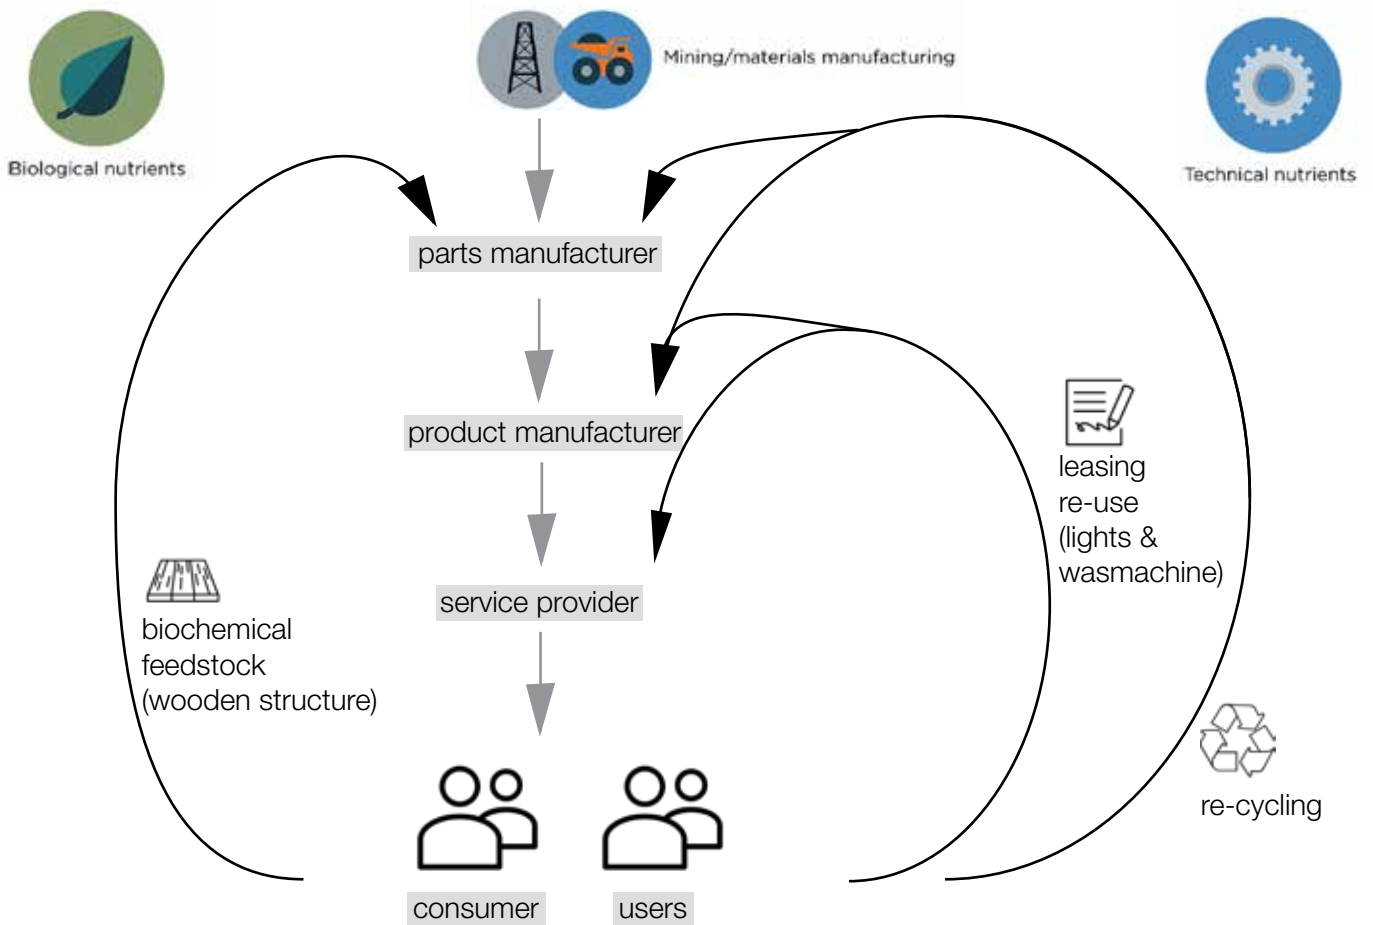 Mining/materials manufacturing
Biological nutrients
Technical nutrients
parts manufacturer
product manufacturer
leasing
re-use
(lights &
wasmachine)
service provider
biochemical
feedstock
(wooden structure)
re-cycling
consumer
users